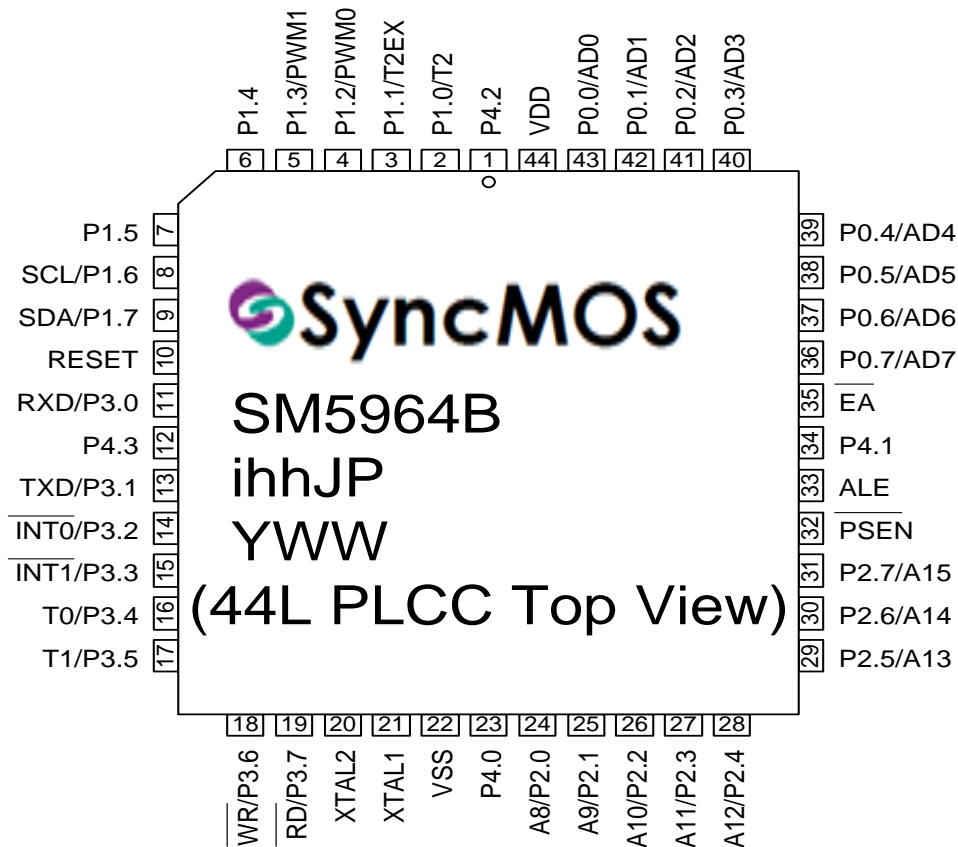 P1.4
P1.3/PWM1
P1.2/PWM0
P1.1/T2EX
P1.0/T2
P4.2
VDD
P0.0/AD0
P0.1/AD1
P0.2/AD2
P0.3/AD3
6 5 4 3 2 1 44 43 42 41 40
P1.5 7
SCL/P1.6 8
SDA/P1.7 9
RESET 10
RXD/P3.0 11
P4.3 12
TXD/P3.1 13
INT0/P3.2 14
INT1/P3.3 15
T0/P3.4 16
T1/P3.5 17
SyncMOS
SM5964B
ihhJP
YWW
(44L PLCC Top View)
39 P0.4/AD4
38 P0.5/AD5
37 P0.6/AD6
36 P0.7/AD7
35 EA
34 P4.1
33 ALE
32 PSEN
31 P2.7/A15
30 P2.6/A14
29 P2.5/A13
18 19 20 21 22 23 24 25 26 27 28
WR/P3.6
RD/P3.7
XTAL2
XTAL1
VSS
P4.0
A8/P2.0
A9/P2.1
A10/P2.2
A11/P2.3
A12/P2.4